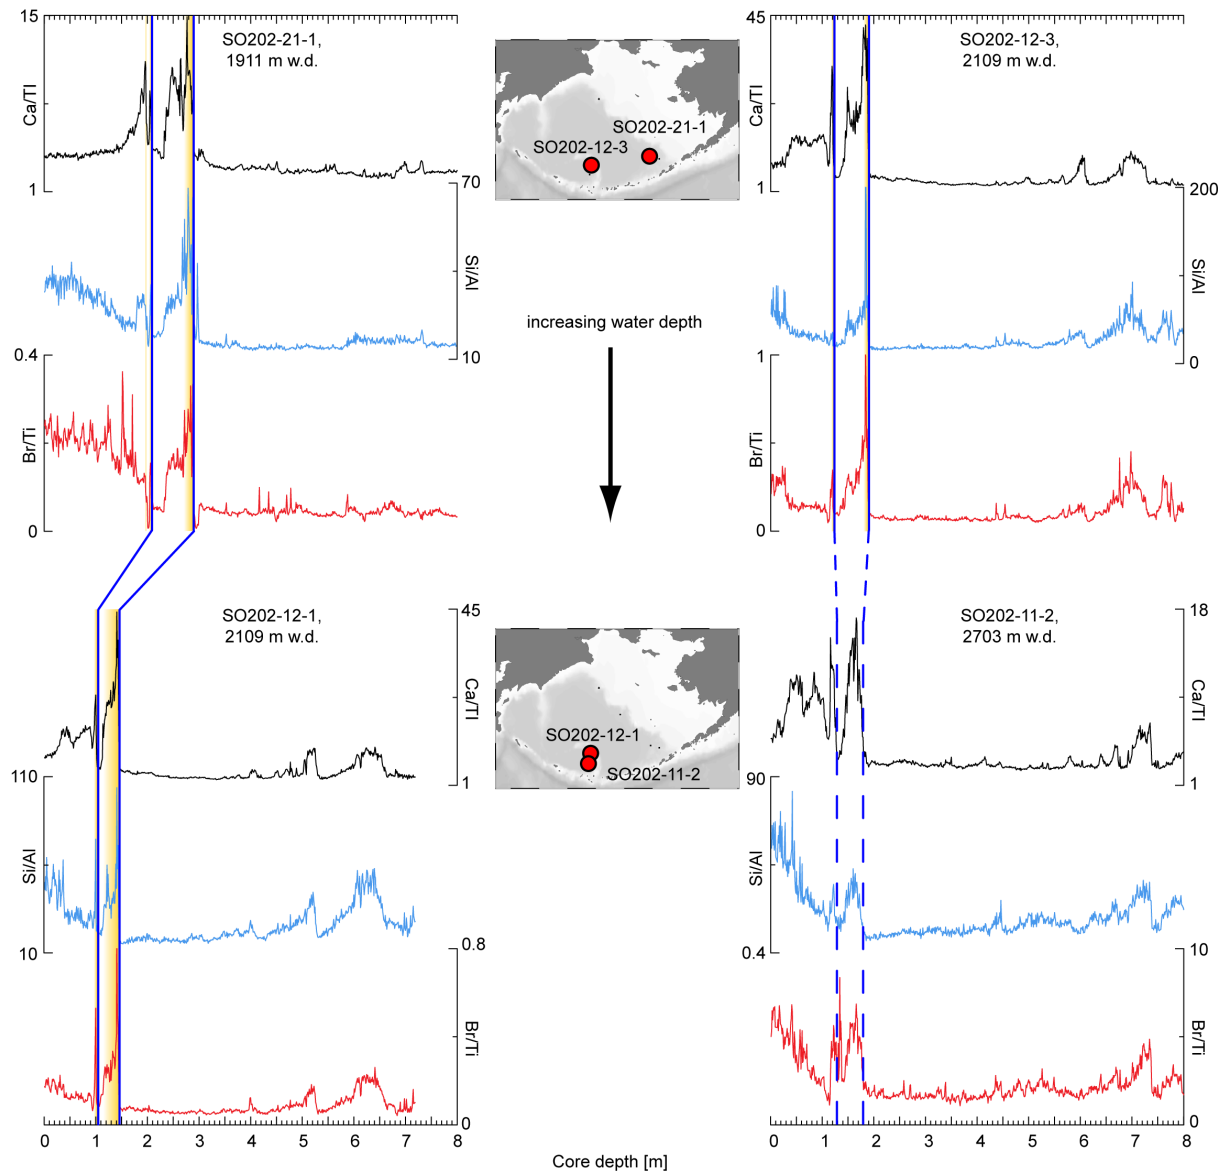 15
SO202-21-1,
1911 m w.d.
Ca/TI
1
70
Si/Al
10
0.4
Br/Ti
0
SO202-21-1
SO202-12-3
increasing water depth
45
SO202-12-3,
2109 m w.d.
Ca/TI
1
200
Si/Al
0
1
Br/Ti
0
SO202-12-1,
2109 m w.d.
45
Ca/TI
1
110
Si/Al
10
0.8
Br/Ti
0
0 1 2 3 4 5 6 7 8
SO202-12-1
SO202-11-2
SO202-11-2,
2703 m w.d.
18
Ca/TI
1
90
Si/Al
0.4
10
Br/Ti
0
0 1 2 3 4 5 6 7 8
Core depth [m]